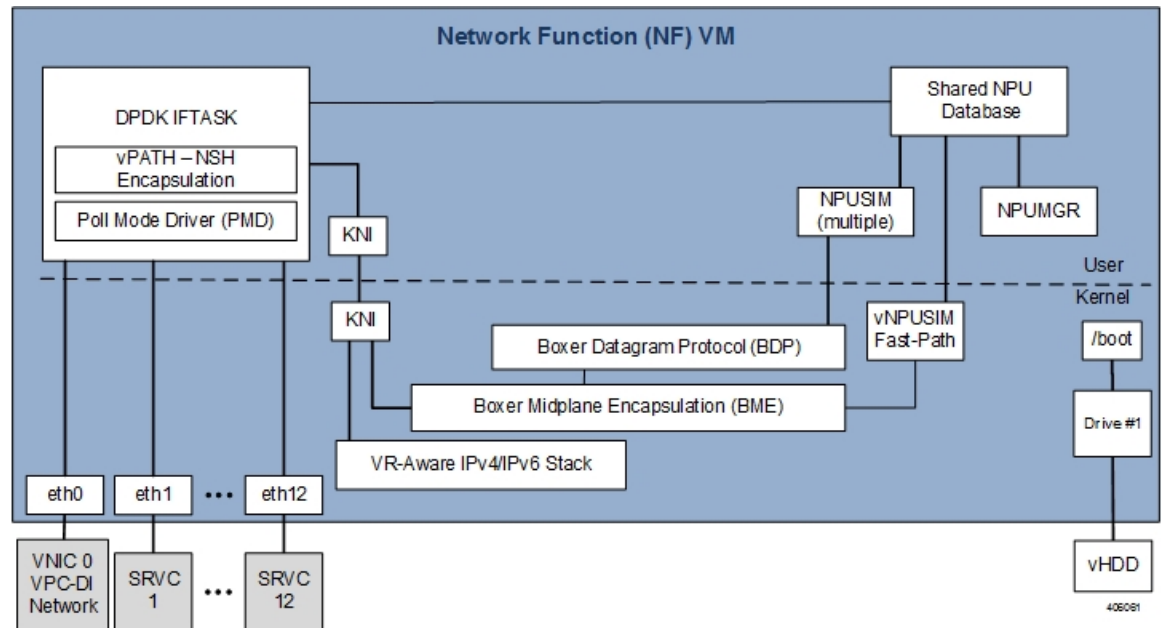 Network Function (NF) VM
DPDK IFTASK
vPATH – NSH
Encapsulation
Poll Mode Driver (PMD)
KNI
Shared NPU
Database
NPUSIM
(multiple)
NPUMGR
User
Kernel
KNI
vNPUSIM
Fast-Path
/boot
Boxer Datagram Protocol (BDP)
Boxer Midplane Encapsulation (BME)
Drive #1
VR-Aware IPv4/IPv6 Stack
eth0
eth1
•••
eth12
VNIC 0
VPC-DI
Network
SRVC
1
•••
SRVC
12
vHDD
406081